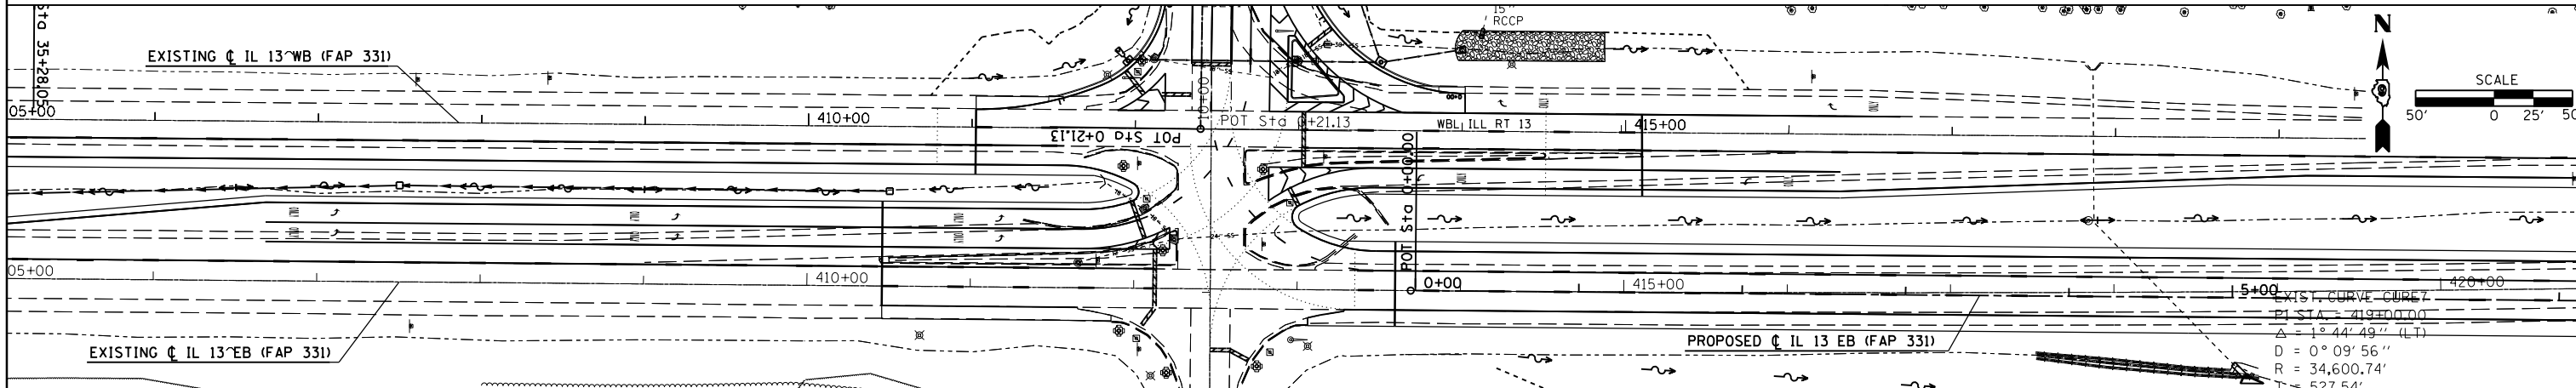 Sta 35+28.05
15"
RCCP
EXISTING ℄ IL 13^WB (FAP 331)
N
SCALE
50' 0 25' 50
05+00
410+00
10+00
POT Sta 0+21.13
POT Sta 0+21.13
WBL ILL RT 13
415+00
POT Sta 0+00.00
05+00
410+00
0+00
415+00
5+00
420+00
EXIST. CURVE CURE7
PI STA. = 419+00.00
△ = 1° 44' 49" (LT)
D = 0° 09' 56"
R = 34,600.74'
T = 527.54'
EXISTING ℄ IL 13^EB (FAP 331)
PROPOSED ℄ IL 13 EB (FAP 331)